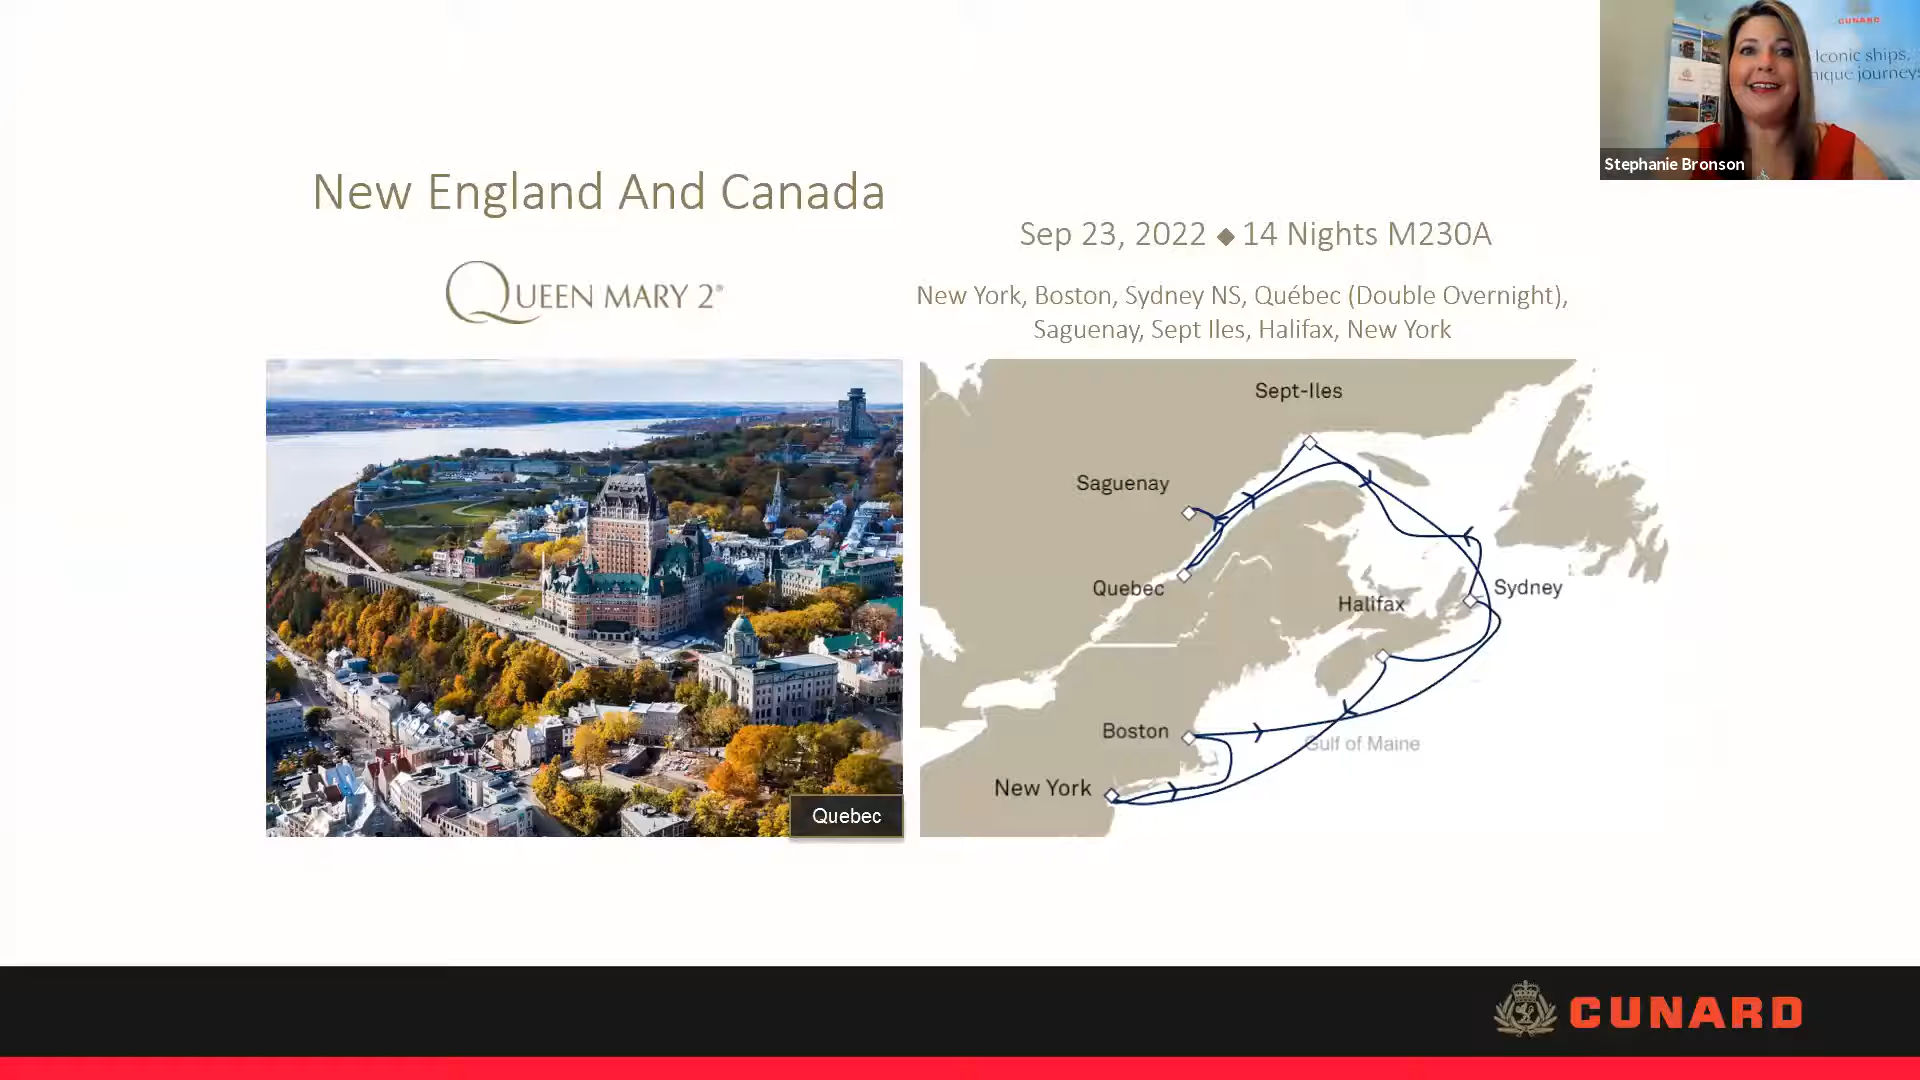 CUNARD
Iconic ships,
nique journeys
Stephanie Bronson
New England And Canada
QUEEN MARY 2®
Sep 23, 2022 ◆ 14 Nights M230A
New York, Boston, Sydney NS, Québec (Double Overnight),
Saguenay, Sept Iles, Halifax, New York
Sept-Iles
Saguenay
Quebec
Halifax
Sydney
Boston
Gulf of Maine
New York
Quebec
CUNARD